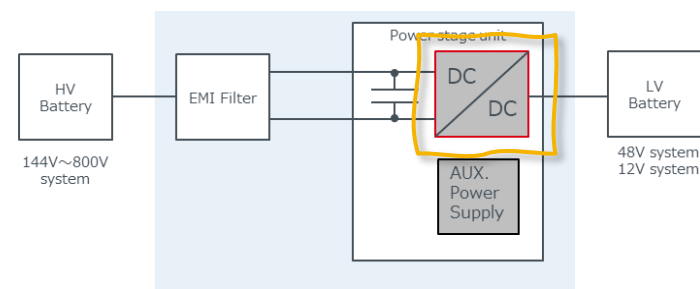 Power stage unit
HV
Battery
144V～800V
system
EMI Filter
DC
DC
AUX.
Power
Supply
LV
Battery
48V system
12V system